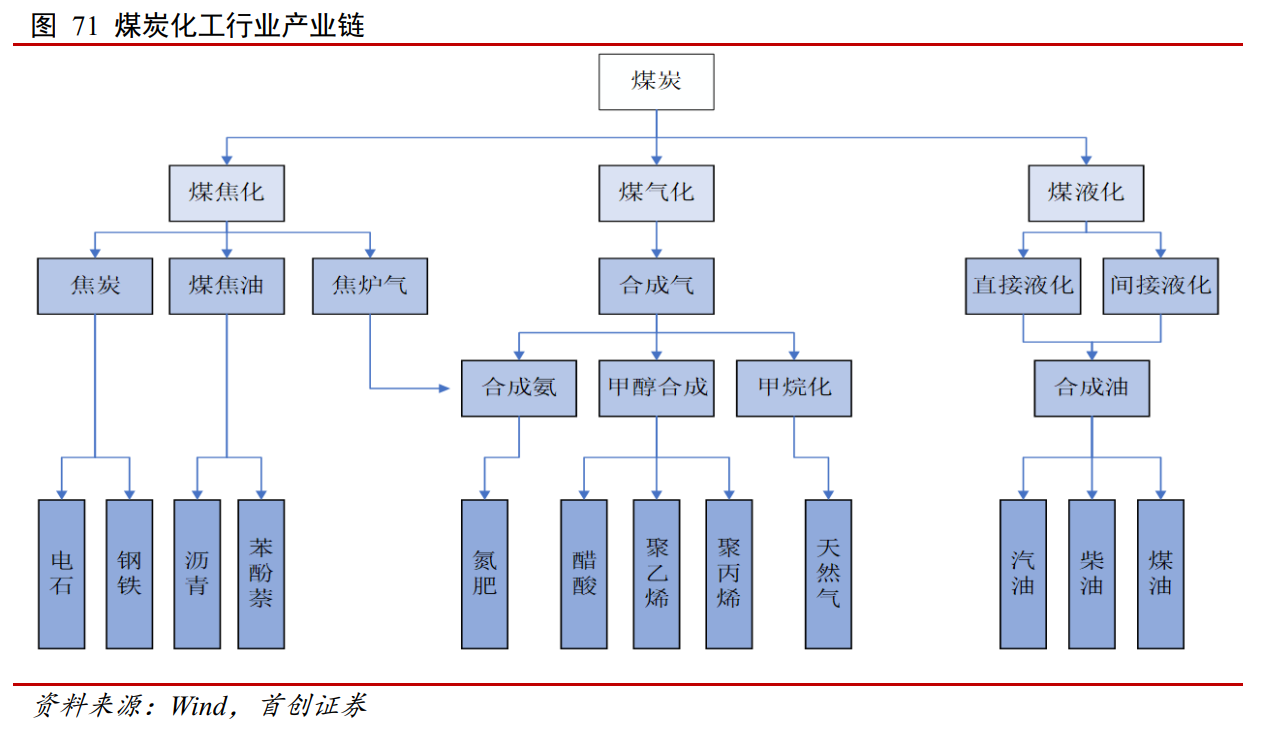 图 71 煤炭化工行业产业链
煤炭
煤焦化
煤气化
煤液化
焦炭
煤焦油
焦炉气
合成气
直接液化
间接液化
合成氨
甲醇合成
甲烷化
合成油
电石
钢铁
沥青
苯酚萘
氮肥
醋酸
聚乙烯
聚丙烯
天然气
汽油
柴油
煤油
资料来源：Wind，首创证券